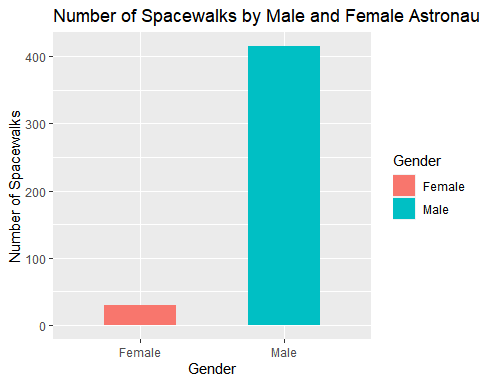 Number of Spacewalks by Male and Female Astronau
400
300
200
100
0
Number of Spacewalks
Female
Male
Gender
Gender
Female
Male